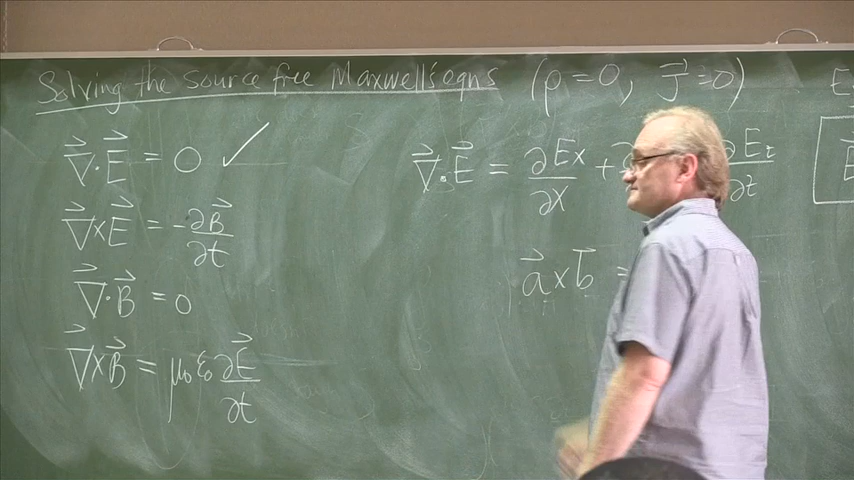 Solving the source free Maxwell's eqns (ρ=0, J⃗=0)
∇⃗·E⃗ = 0 ✓
∇⃗×E⃗ = -∂B⃗/∂t
∇⃗·B⃗ = 0
∇⃗×B⃗ = μ₀ε₀ ∂E⃗/∂t
∇⃗·E⃗ = ∂Ex/∂x + ∂Ez/∂z
a⃗×b⃗ =